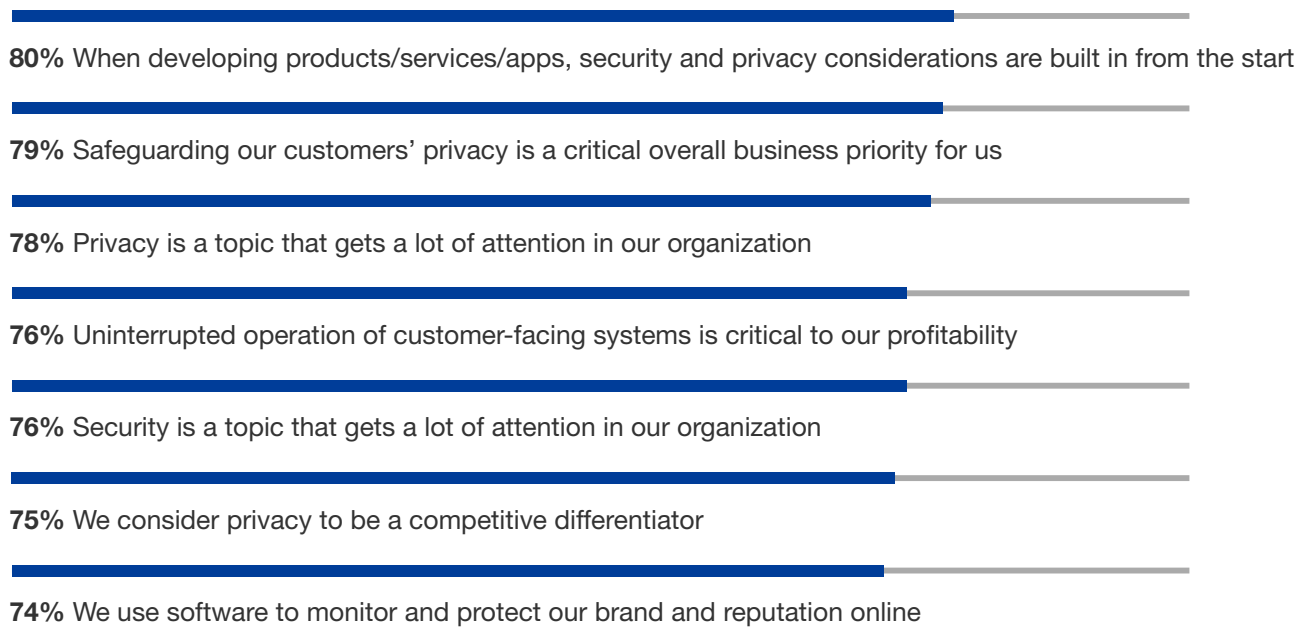 80% When developing products/services/apps, security and privacy considerations are built in from the start
79% Safeguarding our customers’ privacy is a critical overall business priority for us
78% Privacy is a topic that gets a lot of attention in our organization
76% Uninterrupted operation of customer-facing systems is critical to our profitability
76% Security is a topic that gets a lot of attention in our organization
75% We consider privacy to be a competitive differentiator
74% We use software to monitor and protect our brand and reputation online